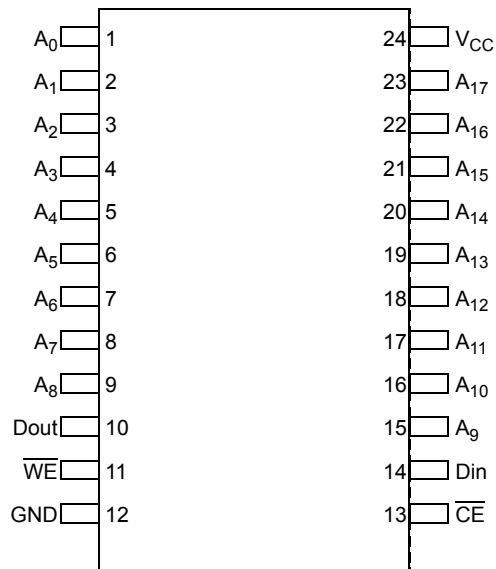 A0 1 24 VCC
A1 2 23 A17
A2 3 22 A16
A3 4 21 A15
A4 5 20 A14
A5 6 19 A13
A6 7 18 A12
A7 8 17 A11
A8 9 16 A10
Dout 10 15 A9
WE 11 14 Din
GND 12 13 CE